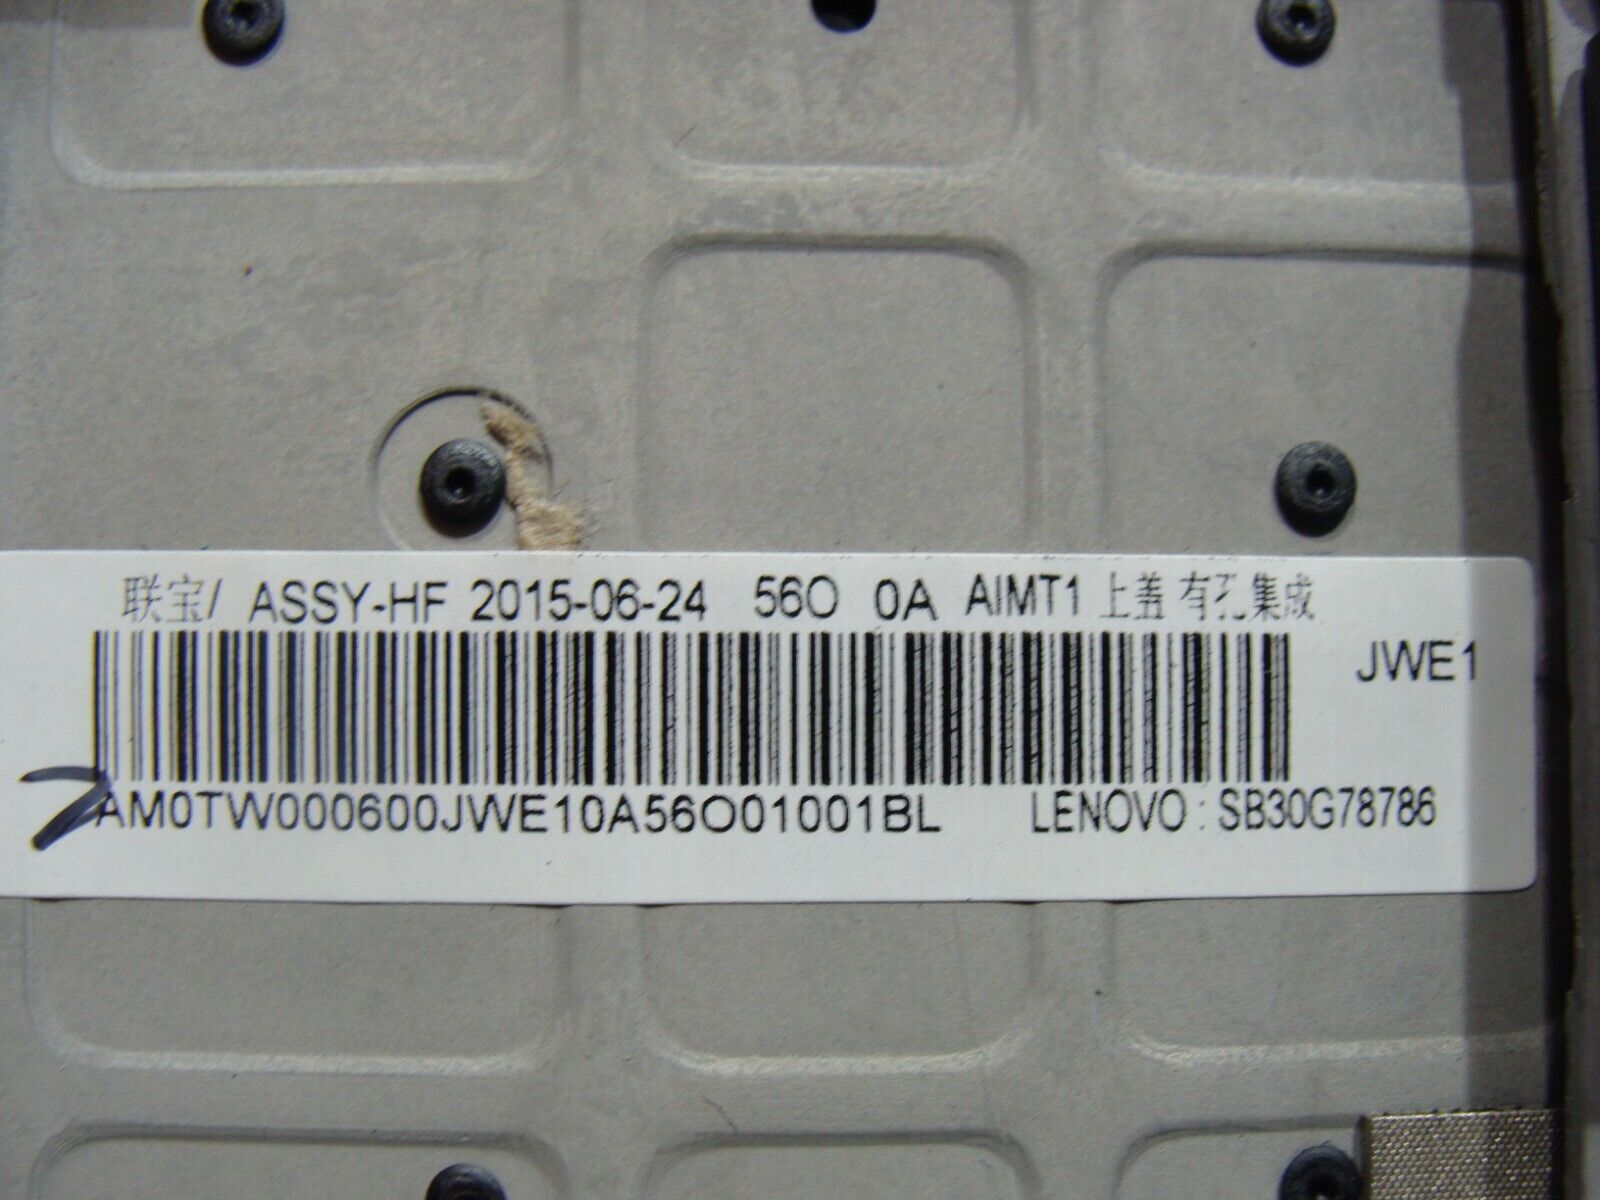 联宝/ ASSY-HF 2015-06-24 56O 0A AIMT1 上盖 有孔集成
JWE1
AM0TW000600JWE10A56O01001BL LENOVO : SB30G78786